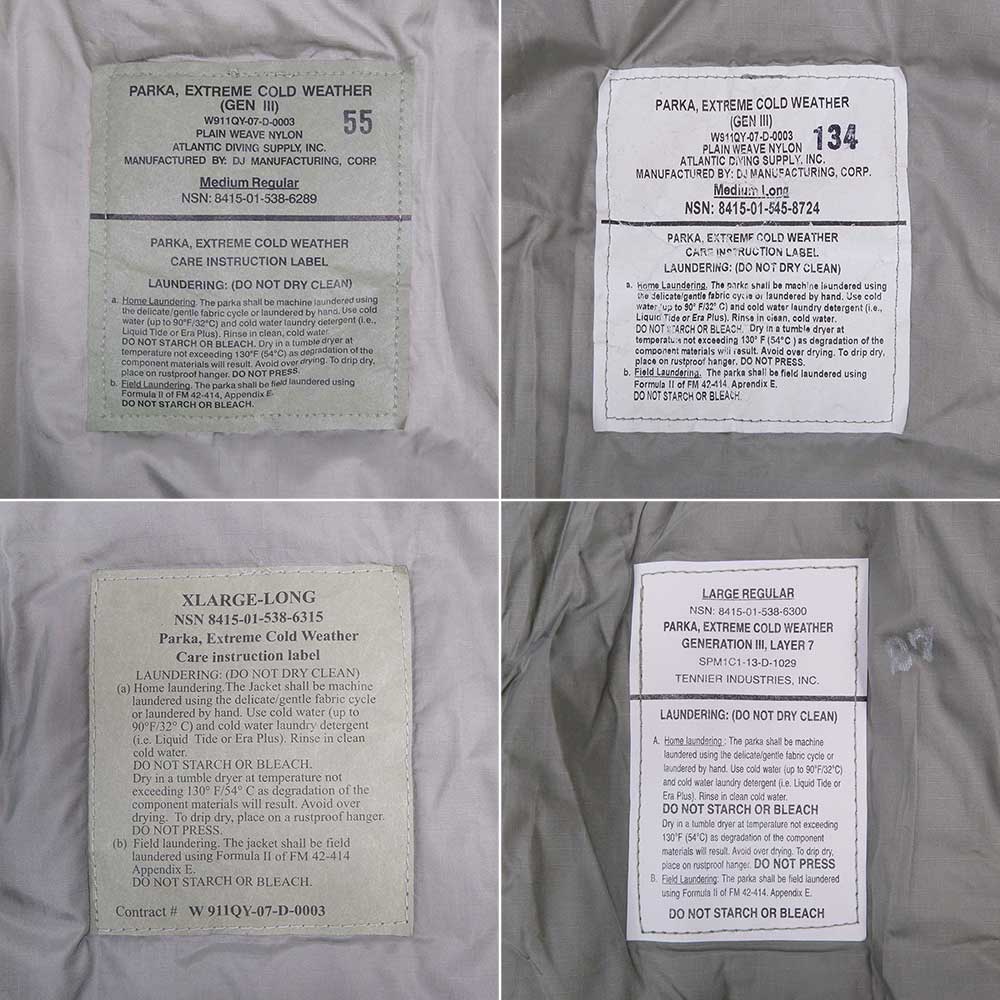 PARKA, EXTREME COLD WEATHER
(GEN III)
W911QY-07-D-0003
55
PLAIN WEAVE NYLON
ATLANTIC DIVING SUPPLY, INC.
MANUFACTURED BY: DJ MANUFACTURING, CORP.
Medium Regular
NSN: 8415-01-538-6289
PARKA, EXTREME COLD WEATHER
CARE INSTRUCTION LABEL
LAUNDERING: (DO NOT DRY CLEAN)
a. Home Laundering. The parka shall be machine laundered using
the delicate/gentle fabric cycle or laundered by hand. Use cold
water (up to 90°F/32°C) and cold water laundry detergent (i.e.,
Liquid Tide or Era Plus). Rinse in clean, cold water.
DO NOT STARCH OR BLEACH. Dry in a tumble dryer at
temperature not exceeding 130° F (54°C) as degradation of the
component materials will result. Avoid over drying. To drip dry,
place on rustproof hanger. DO NOT PRESS.
b. Field Laundering. The parka shall be field laundered using
Formula II of FM 42-414, Appendix E.
DO NOT STARCH OR BLEACH.
PARKA, EXTREME COLD WEATHER
(GEN III)
W911QY-07-D-0003
134
PLAIN WEAVE NYLON
ATLANTIC DIVING SUPPLY, INC.
MANUFACTURED BY: DJ MANUFACTURING, CORP.
Medium Long
NSN: 8415-01-545-8724
PARKA, EXTREME COLD WEATHER
CARE INSTRUCTION LABEL
LAUNDERING: (DO NOT DRY CLEAN)
a. Home Laundering. The parka shall be machine laundered using
the delicate/gentle fabric cycle or laundered by hand. Use cold
water (up to 90°F/32°C) and cold water laundry detergent (i.e.,
Liquid Tide or Era Plus). Rinse in clean, cold water.
DO NOT STARCH OR BLEACH. Dry in a tumble dryer at
temperature not exceeding 130° F (54°C ) as degradation of the
component materials will result. Avoid over drying. To drip dry,
place on rustproof hanger. DO NOT PRESS.
b. Field Laundering. The parka shall be field laundered using
Formula II of FM 42-414, Appendix E.
DO NOT STARCH OR BLEACH.
XLARGE-LONG
NSN 8415-01-538-6315
Parka, Extreme Cold Weather
Care instruction label
LAUNDERING: (DO NOT DRY CLEAN)
(a) Home laundering. The Jacket shall be machine
laundered using the delicate/gentle fabric cycle
or laundered by hand. Use cold water (up to
90°F/32° C) and cold water laundry detergent
(i.e. Liquid Tide or Era Plus). Rinse in clean
cold water.
DO NOT STARCH OR BLEACH.
Dry in a tumble dryer at temperature not
exceeding 130° F/54° C as degradation of the
component materials will result. Avoid over
drying. To drip dry, place on a rustproof hanger.
DO NOT PRESS.
(b) Field laundering. The jacket shall be field
laundered using Formula II of FM 42-414
Appendix E.
DO NOT STARCH OR BLEACH.
Contract # W 911QY-07-D-0003
LARGE REGULAR
NSN: 8415-01-538-6300
PARKA, EXTREME COLD WEATHER
GENERATION III, LAYER 7
SPM1C1-13-D-1029
TENNIER INDUSTRIES, INC.
LAUNDERING: (DO NOT DRY CLEAN)
A. Home laundering : The parka shall be machine
laundered using the delicate/gentle fabric cycle or
laundered by hand. Use cold water (up to 90°F/32°C)
and cold water laundry detergent (i.e Liquid Tide or
Era Plus). Rinse in clean cold water.
DO NOT STARCH OR BLEACH
Dry in a tumble dryer at temperature not exceeding
130°F (54°C) as degradation of the component
materials will result. Avoid over drying. To drip dry,
place on rustproof hanger. DO NOT PRESS
B. Field Laundering: The parka shall be field laundered
using Formula II of FM 42-414, Appendix E.
DO NOT STARCH OR BLEACH